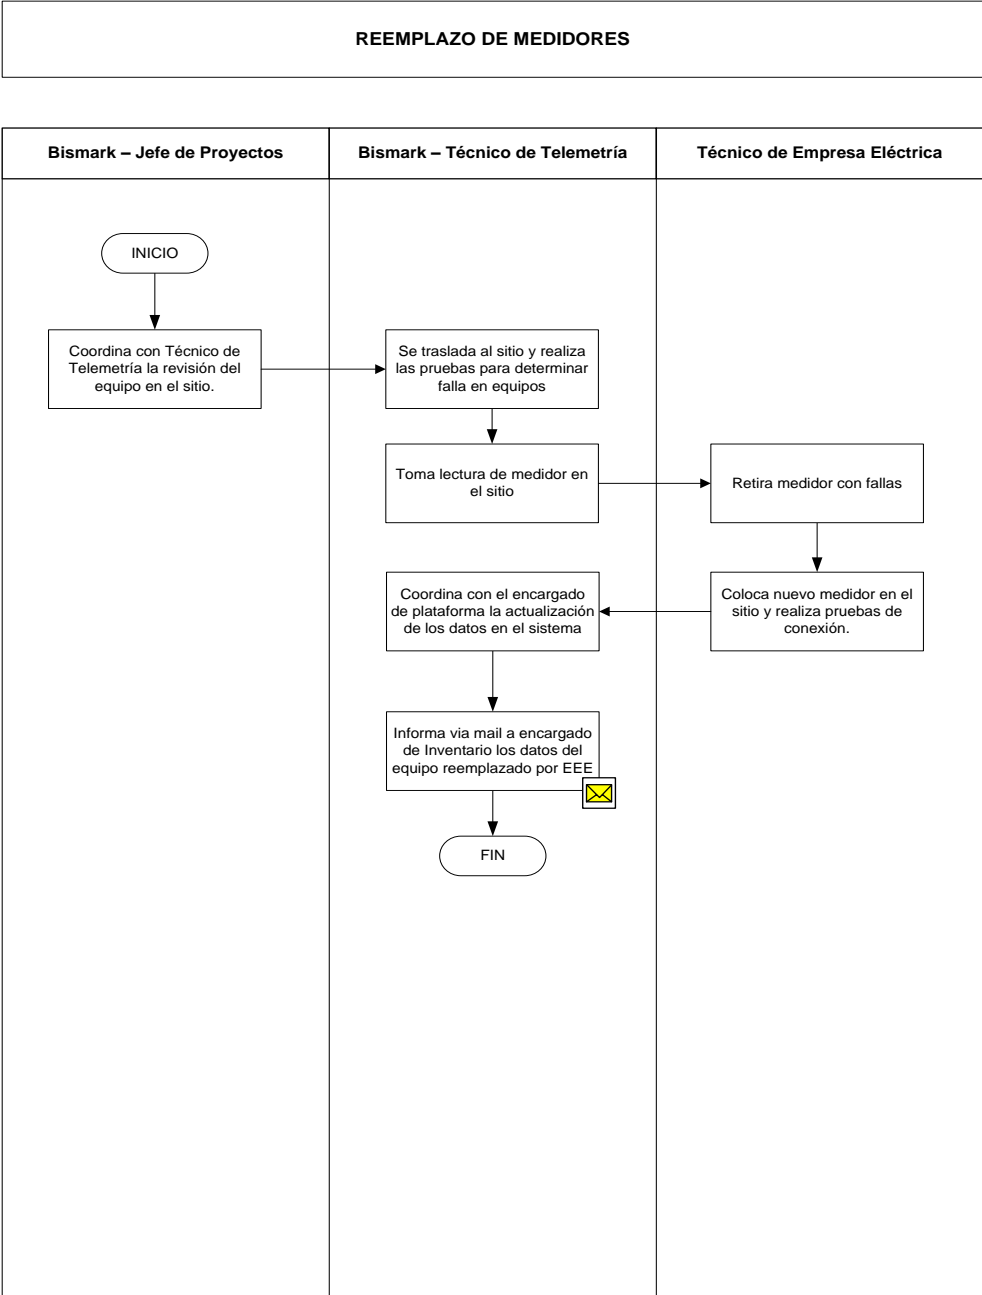 REEMPLAZO DE MEDIDORES
Bismark – Jefe de Proyectos
Bismark – Técnico de Telemetría
Técnico de Empresa Eléctrica
INICIO
Coordina con Técnico de
Telemetría la revisión del
equipo en el sitio.
Se traslada al sitio y realiza
las pruebas para determinar
falla en equipos
Toma lectura de medidor en
el sitio
Retira medidor con fallas
Coloca nuevo medidor en el
sitio y realiza pruebas de
conexión.
Coordina con el encargado
de plataforma la actualización
de los datos en el sistema
Informa via mail a encargado
de Inventario los datos del
equipo reemplazado por EEE
FIN